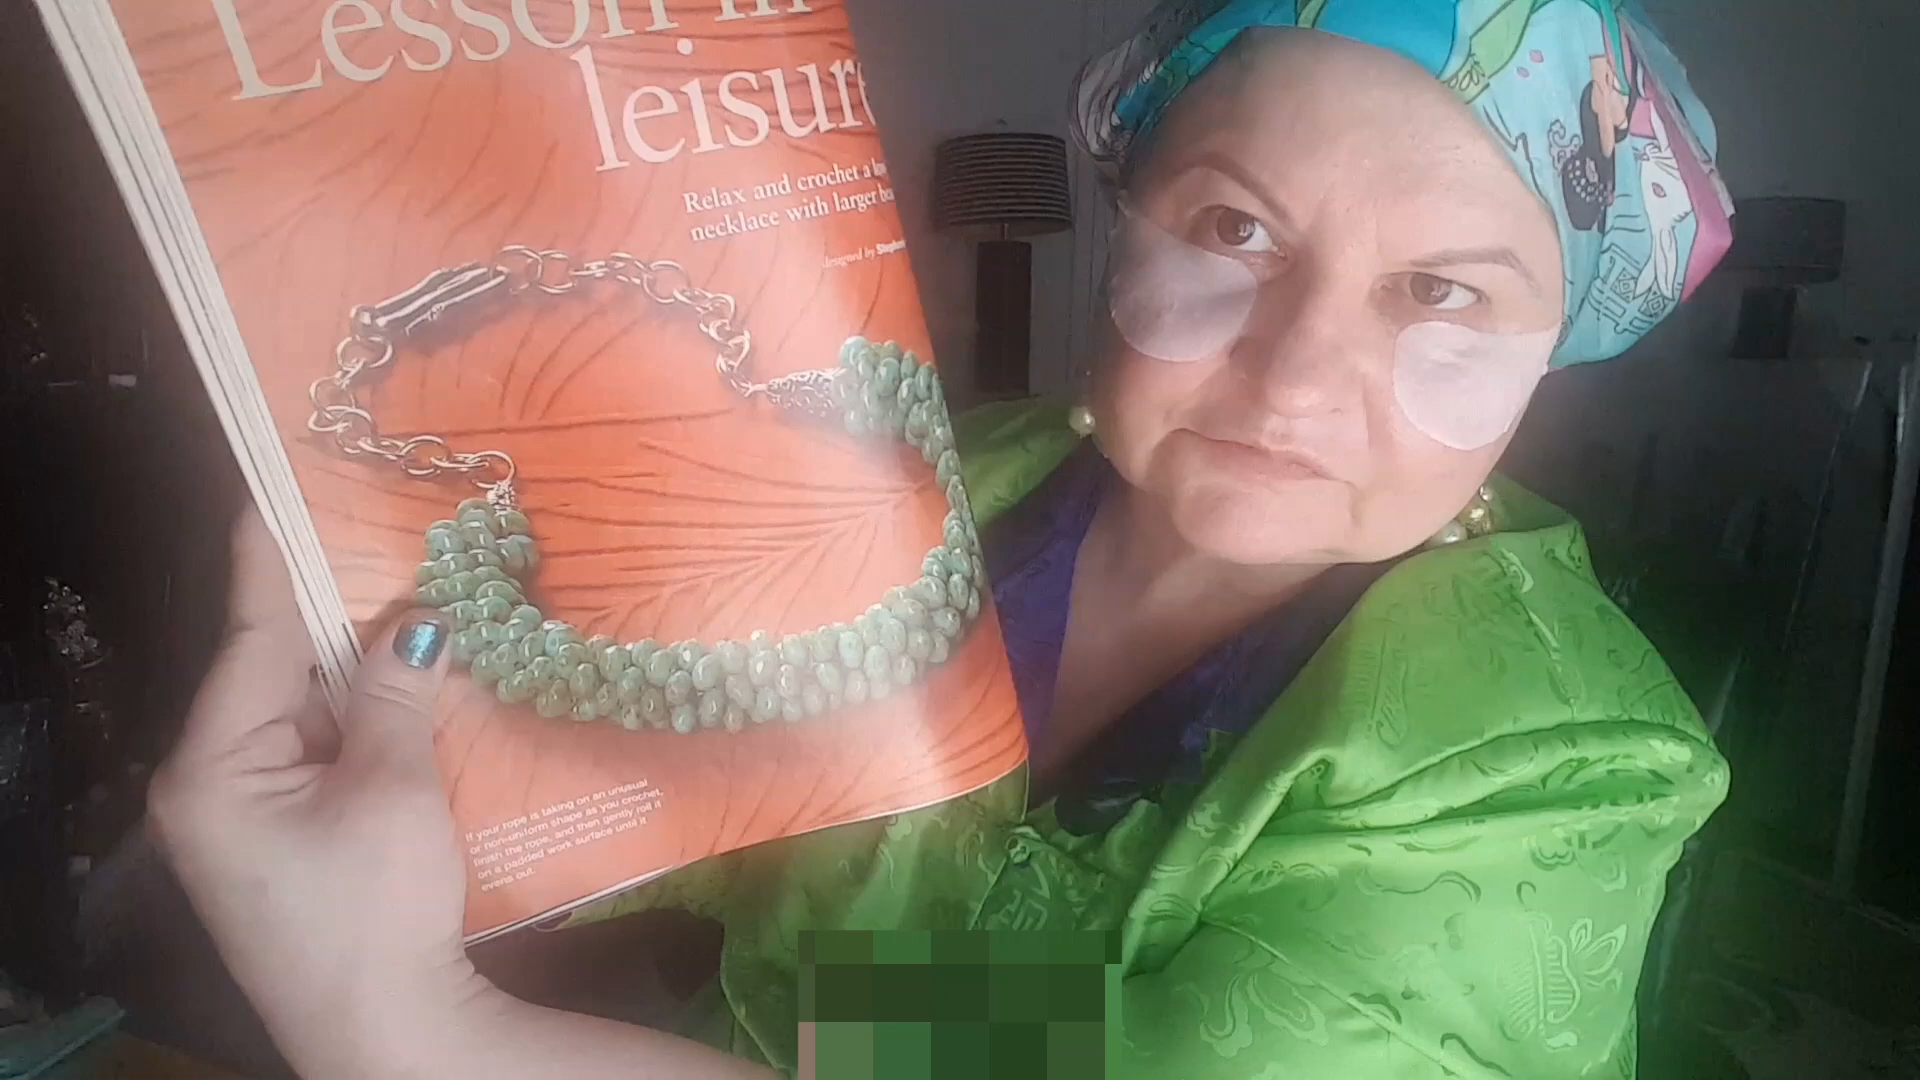 Lesson in
leisure
Relax and crochet a
necklace with larger
designed by
If your rope is taking on an unusual
or non-uniform shape as you crochet,
finish the rope, and then gently roll it
on a padded work surface until it
evens out.